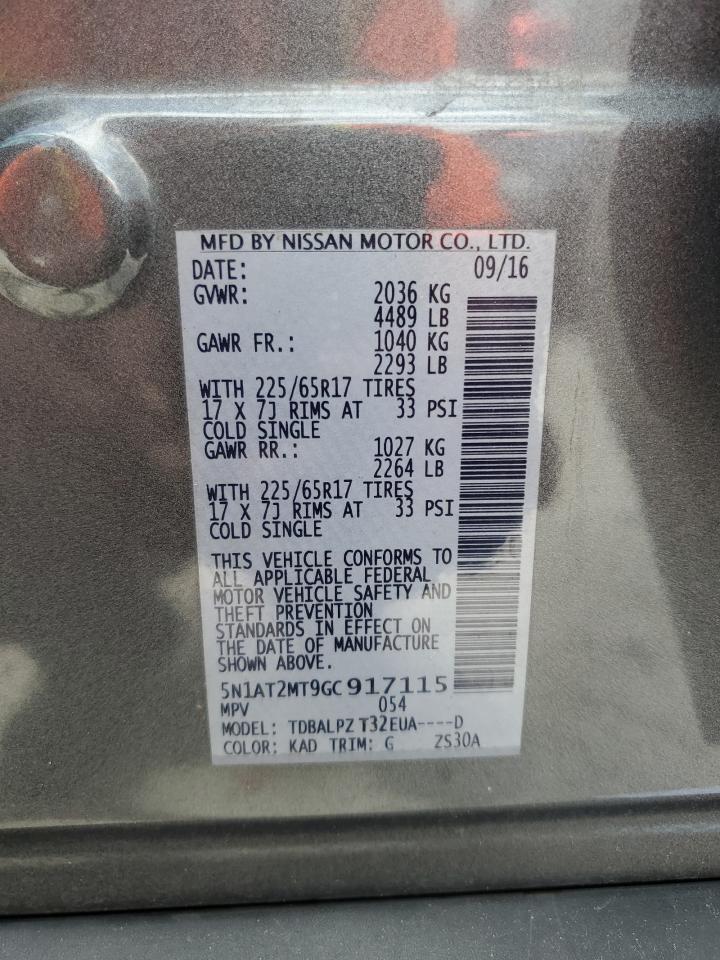 MFD BY NISSAN MOTOR CO., LTD.
DATE: 09/16
GVWR: 2036 KG
4489 LB
GAWR FR.: 1040 KG
2293 LB
WITH 225/65R17 TIRES
17 X 7J RIMS AT 33 PSI
COLD SINGLE
GAWR RR.: 1027 KG
2264 LB
WITH 225/65R17 TIRES
17 X 7J RIMS AT 33 PSI
COLD SINGLE
THIS VEHICLE CONFORMS TO
ALL APPLICABLE FEDERAL
MOTOR VEHICLE SAFETY AND
THEFT PREVENTION
STANDARDS IN EFFECT ON
THE DATE OF MANUFACTURE
SHOWN ABOVE.
5N1AT2MT9GC917115
MPV 054
MODEL: TDBALPZ T32EUA----D
COLOR: KAD TRIM: G ZS30A